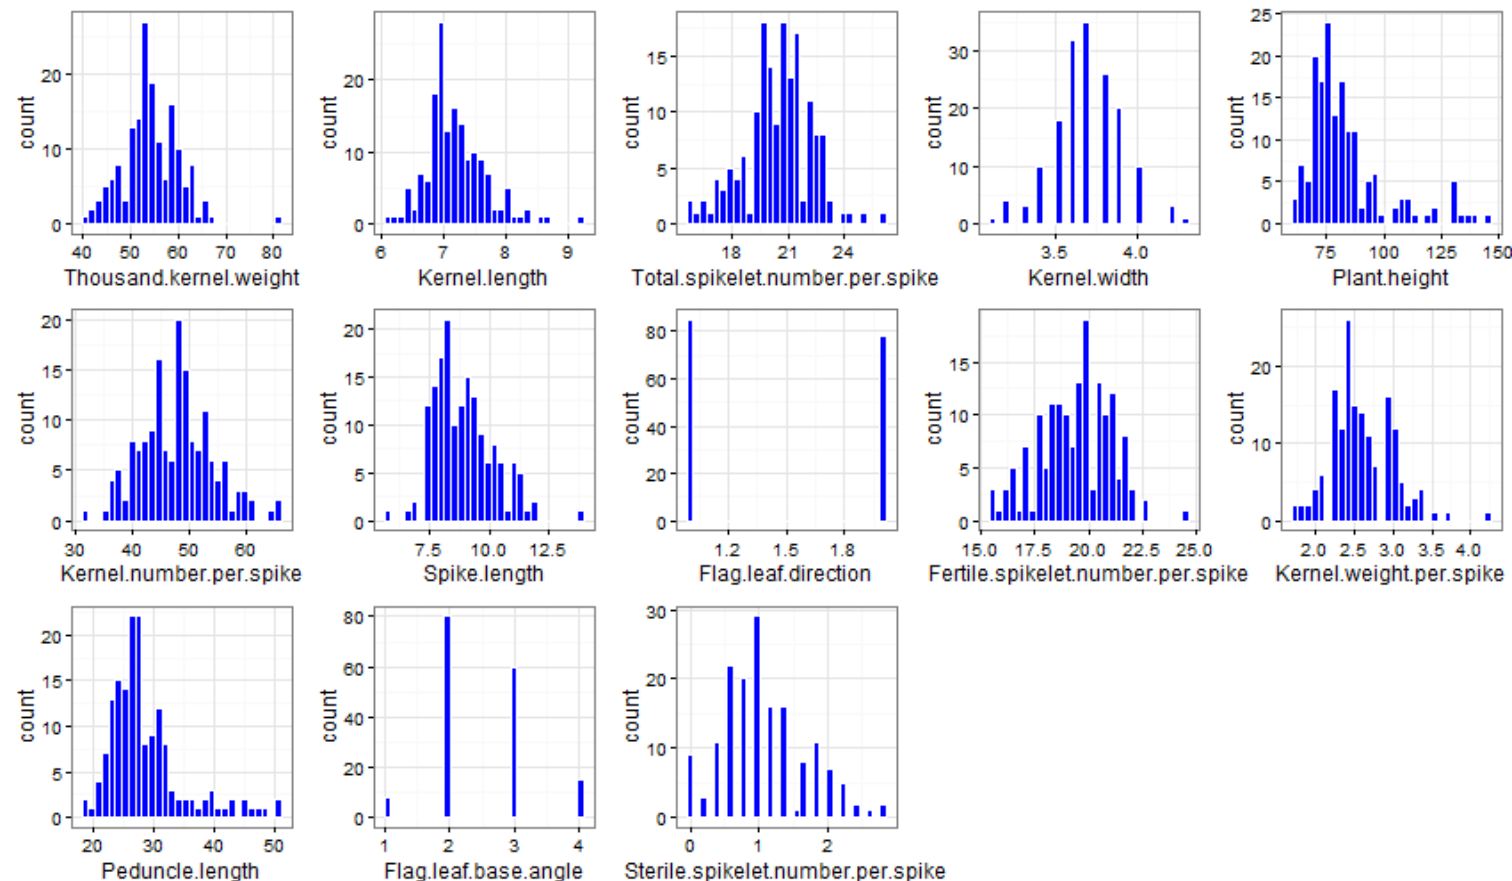 20
10
0
count
40 50 60 70 80
Thousand.kernel.weight
20
10
0
count
6 7 8 9
Kernel.length
15
10
5
0
count
18 21 24
Total.spikelet.number.per.spike
30
20
10
0
count
3.5 4.0
Kernel.width
25
20
15
10
5
0
count
75 100 125 150
Plant.height
20
15
10
5
0
count
30 40 50 60
Kernel.number.per.spike
20
15
10
5
0
count
7.5 10.0 12.5
Spike.length
80
60
40
20
0
count
1.2 1.5 1.8
Flag.leaf.direction
15
10
5
0
count
15.0 17.5 20.0 22.5 25.0
Fertile.spikelet.number.per.spike
20
10
0
count
2.0 2.5 3.0 3.5 4.0
Kernel.weight.per.spike
20
15
10
5
0
count
20 30 40 50
Peduncle.length
80
60
40
20
0
count
1 2 3 4
Flag.leaf.base.angle
30
20
10
0
count
0 1 2
Sterile.spikelet.number.per.spike